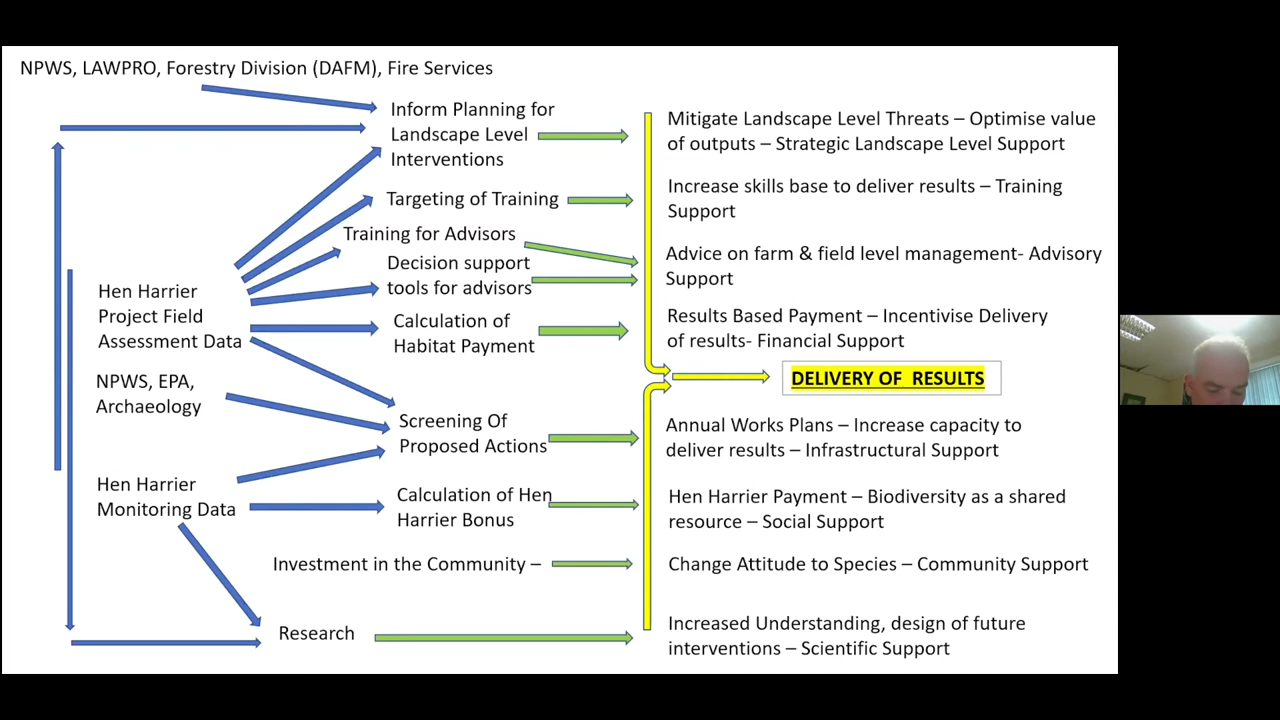 NPWS, LAWPRO, Forestry Division (DAFM), Fire Services
Inform Planning for
Landscape Level
Interventions
Targeting of Training
Training for Advisors
Decision support
tools for advisors
Calculation of
Habitat Payment
Hen Harrier
Project Field
Assessment Data
NPWS, EPA,
Archaeology
Hen Harrier
Monitoring Data
Screening Of
Proposed Actions
Calculation of Hen
Harrier Bonus
Investment in the Community –
Research
Mitigate Landscape Level Threats – Optimise value
of outputs – Strategic Landscape Level Support
Increase skills base to deliver results – Training
Support
Advice on farm & field level management- Advisory
Support
Results Based Payment – Incentivise Delivery
of results- Financial Support
DELIVERY OF  RESULTS
Annual Works Plans – Increase capacity to
deliver results – Infrastructural Support
Hen Harrier Payment – Biodiversity as a shared
resource – Social Support
Change Attitude to Species – Community Support
Increased Understanding, design of future
interventions – Scientific Support